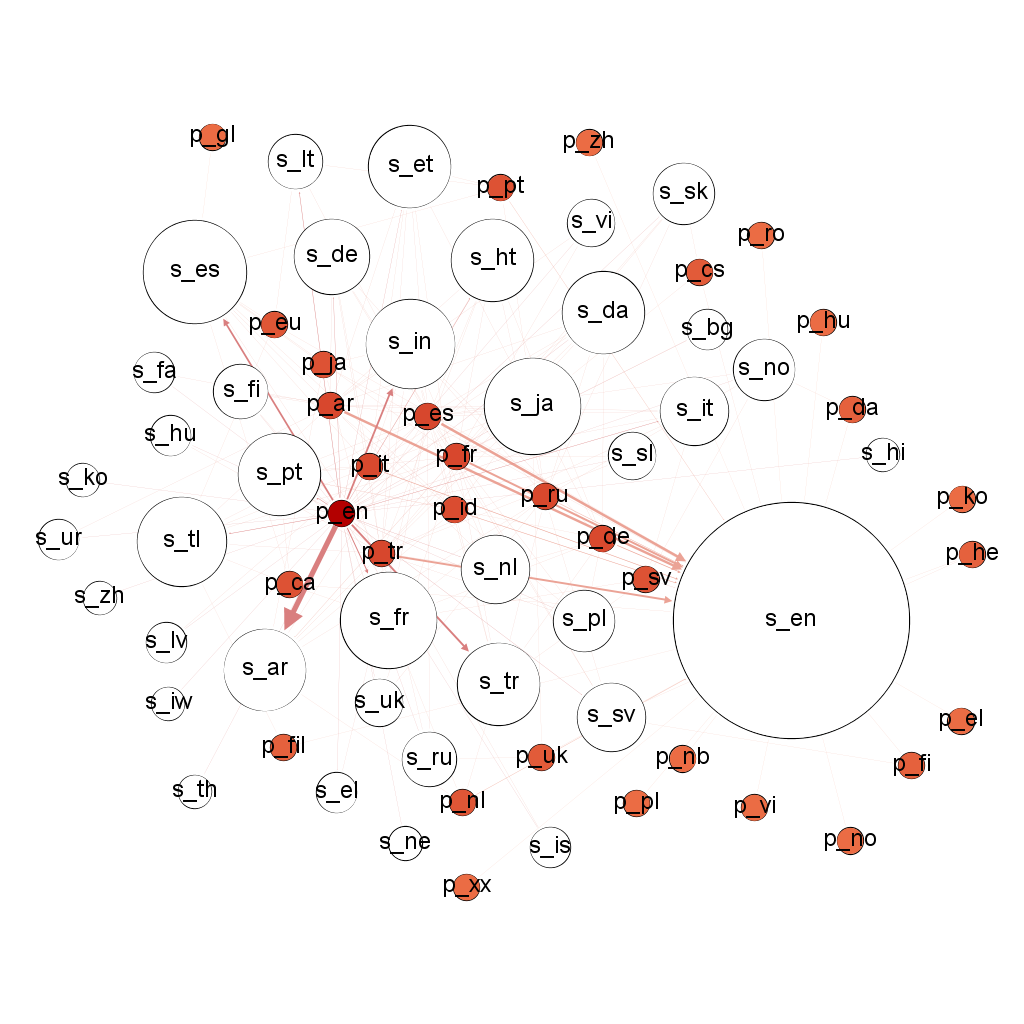 p_gl
p_zh
s_lt
s_et
p_pt
s_sk
s_vi
p_ro
s_de
s_ht
s_es
p_cs
s_da
p_eu
s_bg
p_hu
s_in
p_ja
s_fa
s_no
s_fi
p_ar
s_ja
p_es
s_it
p_da
s_hu
s_hi
s_sl
p_fr
p_it
s_pt
s_ko
p_ru
p_ko
p_id
p_en
s_ur
s_tl
p_de
p_tr
p_he
s_nl
p_sv
p_ca
s_zh
s_fr
s_pl
s_en
s_lv
s_ar
s_tr
s_iw
s_uk
s_sv
p_el
p_fil
s_ru
p_uk
p_nb
p_fi
s_th
s_el
p_nl
p_pl
p_vi
s_ne
s_is
p_no
p_xx